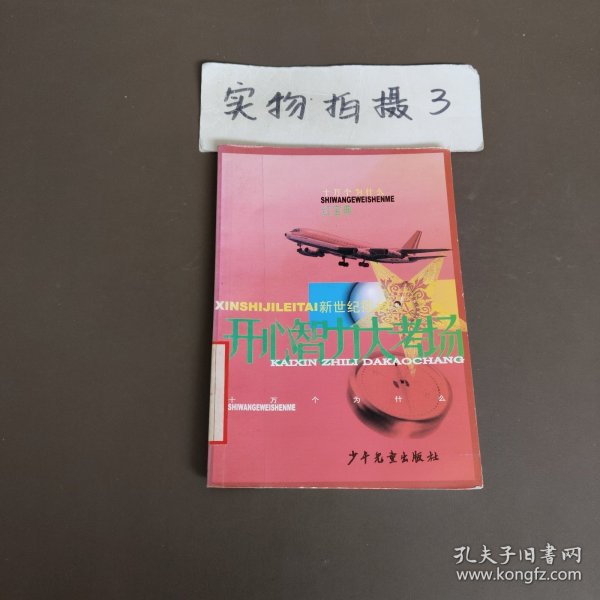 实物拍摄3
十万个为什么
SHIWANGEWEISHENME
XINSHIJILEITAI新世纪
开心智力大考场
KAIXIN ZHILI DAKAOCHANG
十万个为什么
SHIWANGEWEISHENME
少年儿童出版社
孔夫子旧书网
www.kongfz.com